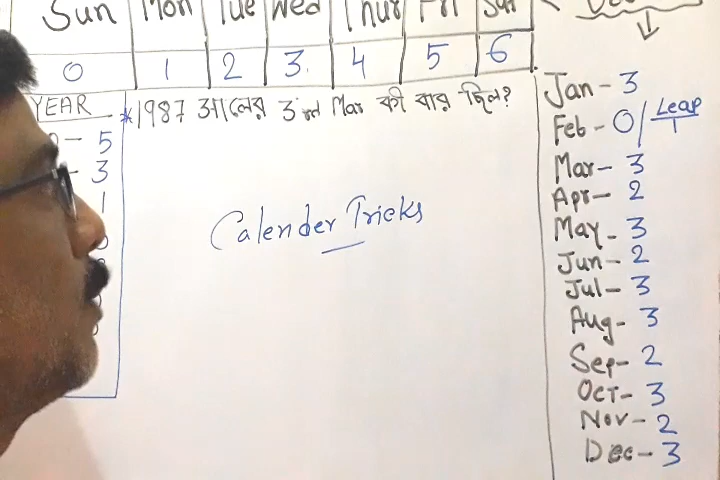 Sun Mon Tue Wed Thur Fri Sat
0 1 2 3 4 5 6
YEAR
- 5
- 3
1
*1987 সালের 3rd Mar কী বার ছিল?
Calender Tricks
Jan - 3
Feb - 0/ Leap 1
Mar - 3
Apr - 2
May - 3
Jun - 2
Jul - 3
Aug - 3
Sep - 2
Oct - 3
Nov - 2
Dec - 3